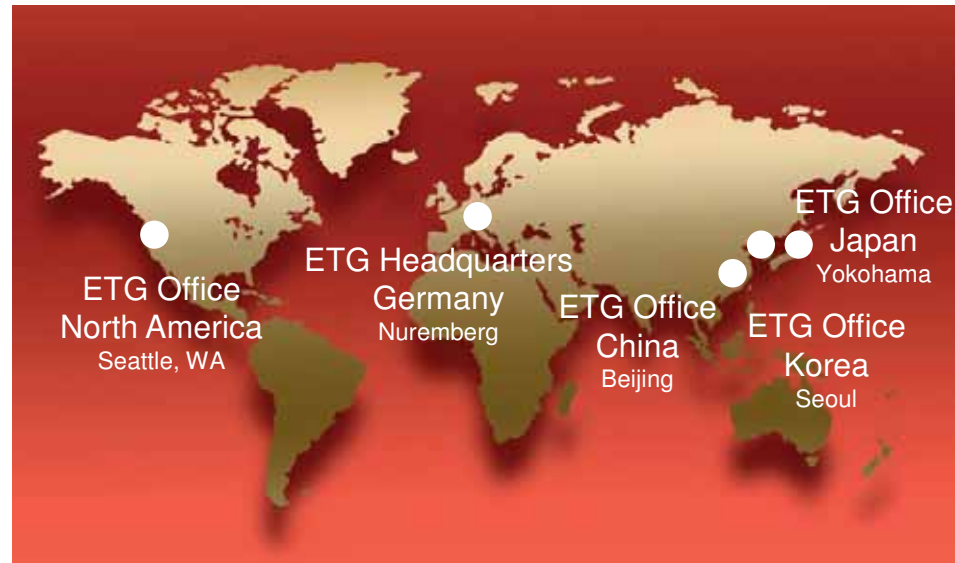 ETG Office
North America
Seattle, WA
ETG Headquarters
Germany
Nuremberg
ETG Office
China
Beijing
ETG Office
Japan
Yokohama
ETG Office
Korea
Seoul